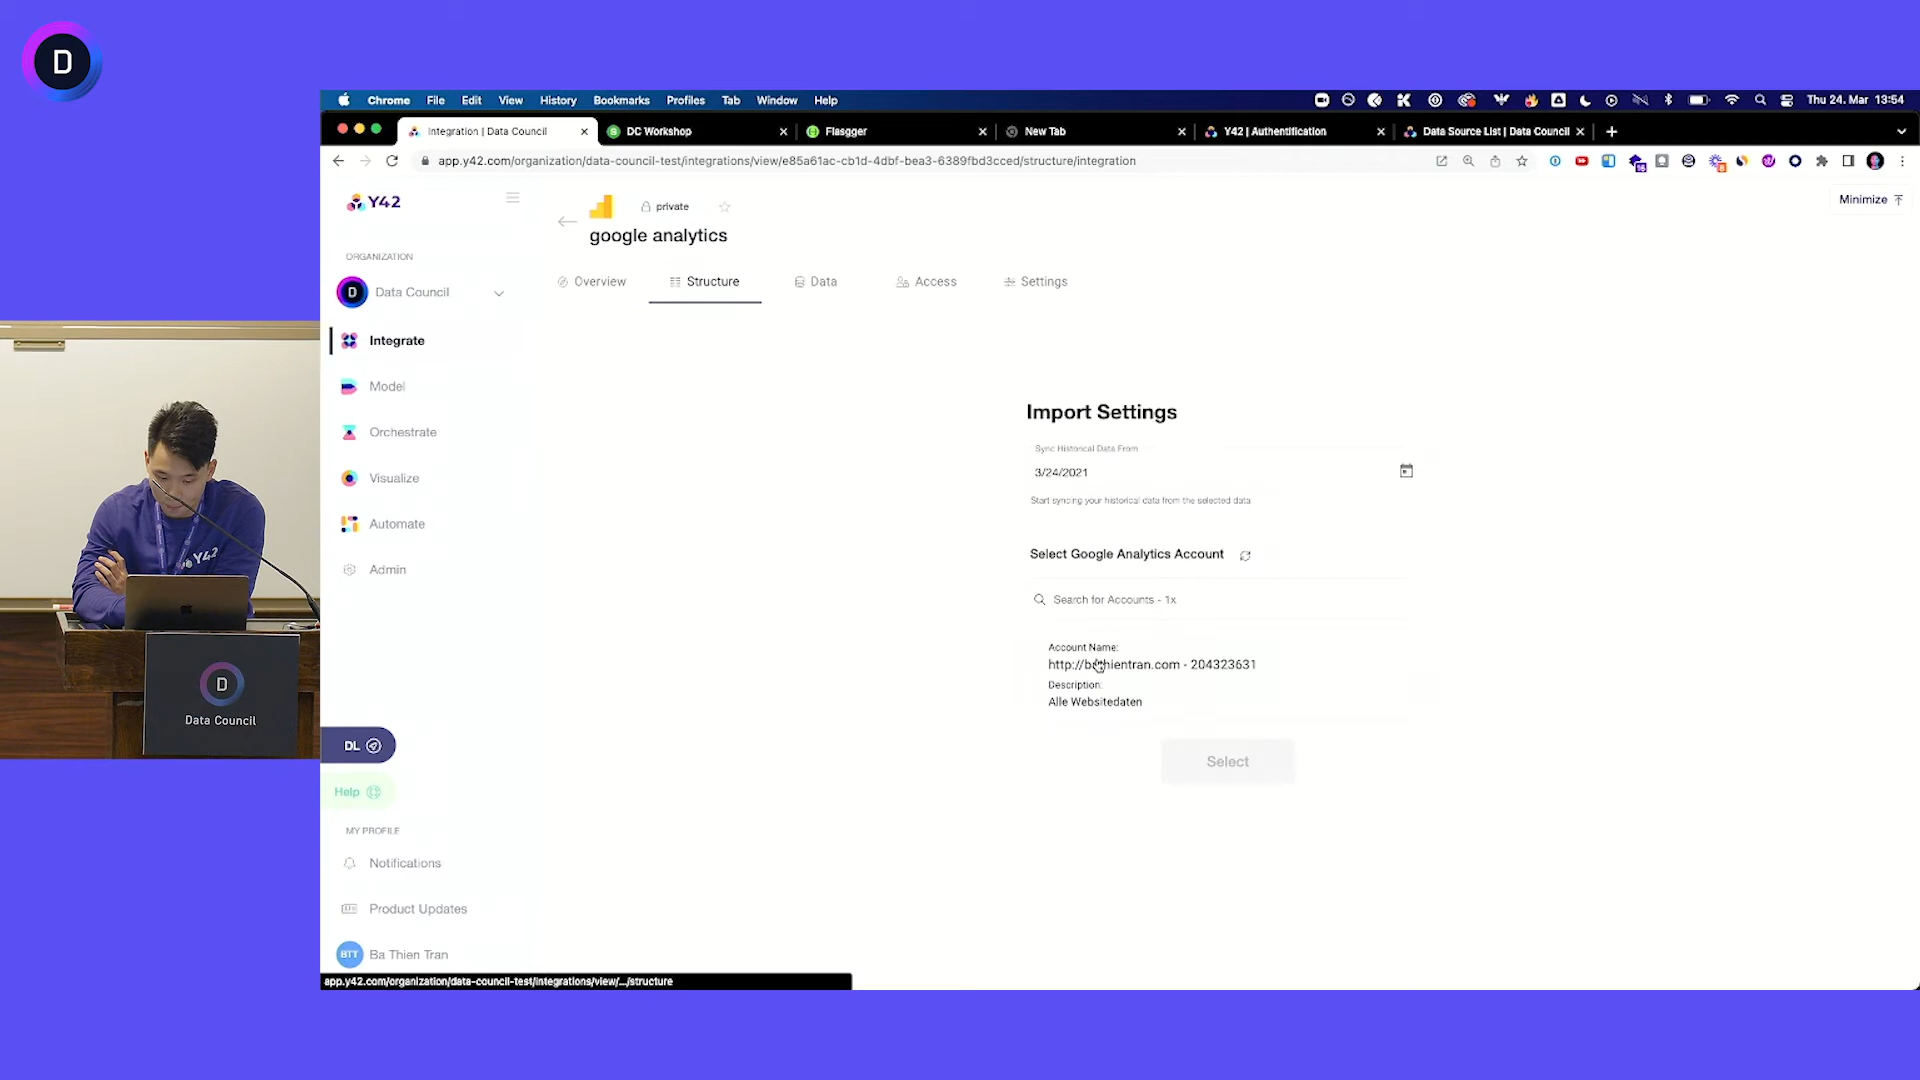 D
Chrome File Edit View History Bookmarks Profiles Tab Window Help
Thu 24. Mar 13:54
Integration | Data Council
DC Workshop
Flasgger
New Tab
Y42 | Authentification
Data Source List | Data Council
app.y42.com/organization/data-council-test/integrations/view/e85a61ac-cb1d-4dbf-bea3-6389fbd3cced/structure/integration
Y42
private
Minimize
google analytics
ORGANIZATION
D Data Council
Overview
Structure
Data
Access
Settings
Integrate
Model
Orchestrate
Visualize
Automate
Admin
Import Settings
Sync Historical Data From
3/24/2021
Start syncing your historical data from the selected data
Select Google Analytics Account
Search for Accounts - 1x
Account Name:
http://bathientran.com - 204323631
Description:
Alle Websitedaten
Select
DL
Help
MY PROFILE
Notifications
Product Updates
BTT Ba Thien Tran
app.y42.com/organization/data-council-test/integrations/view/.../structure
Y42
D
Data Council